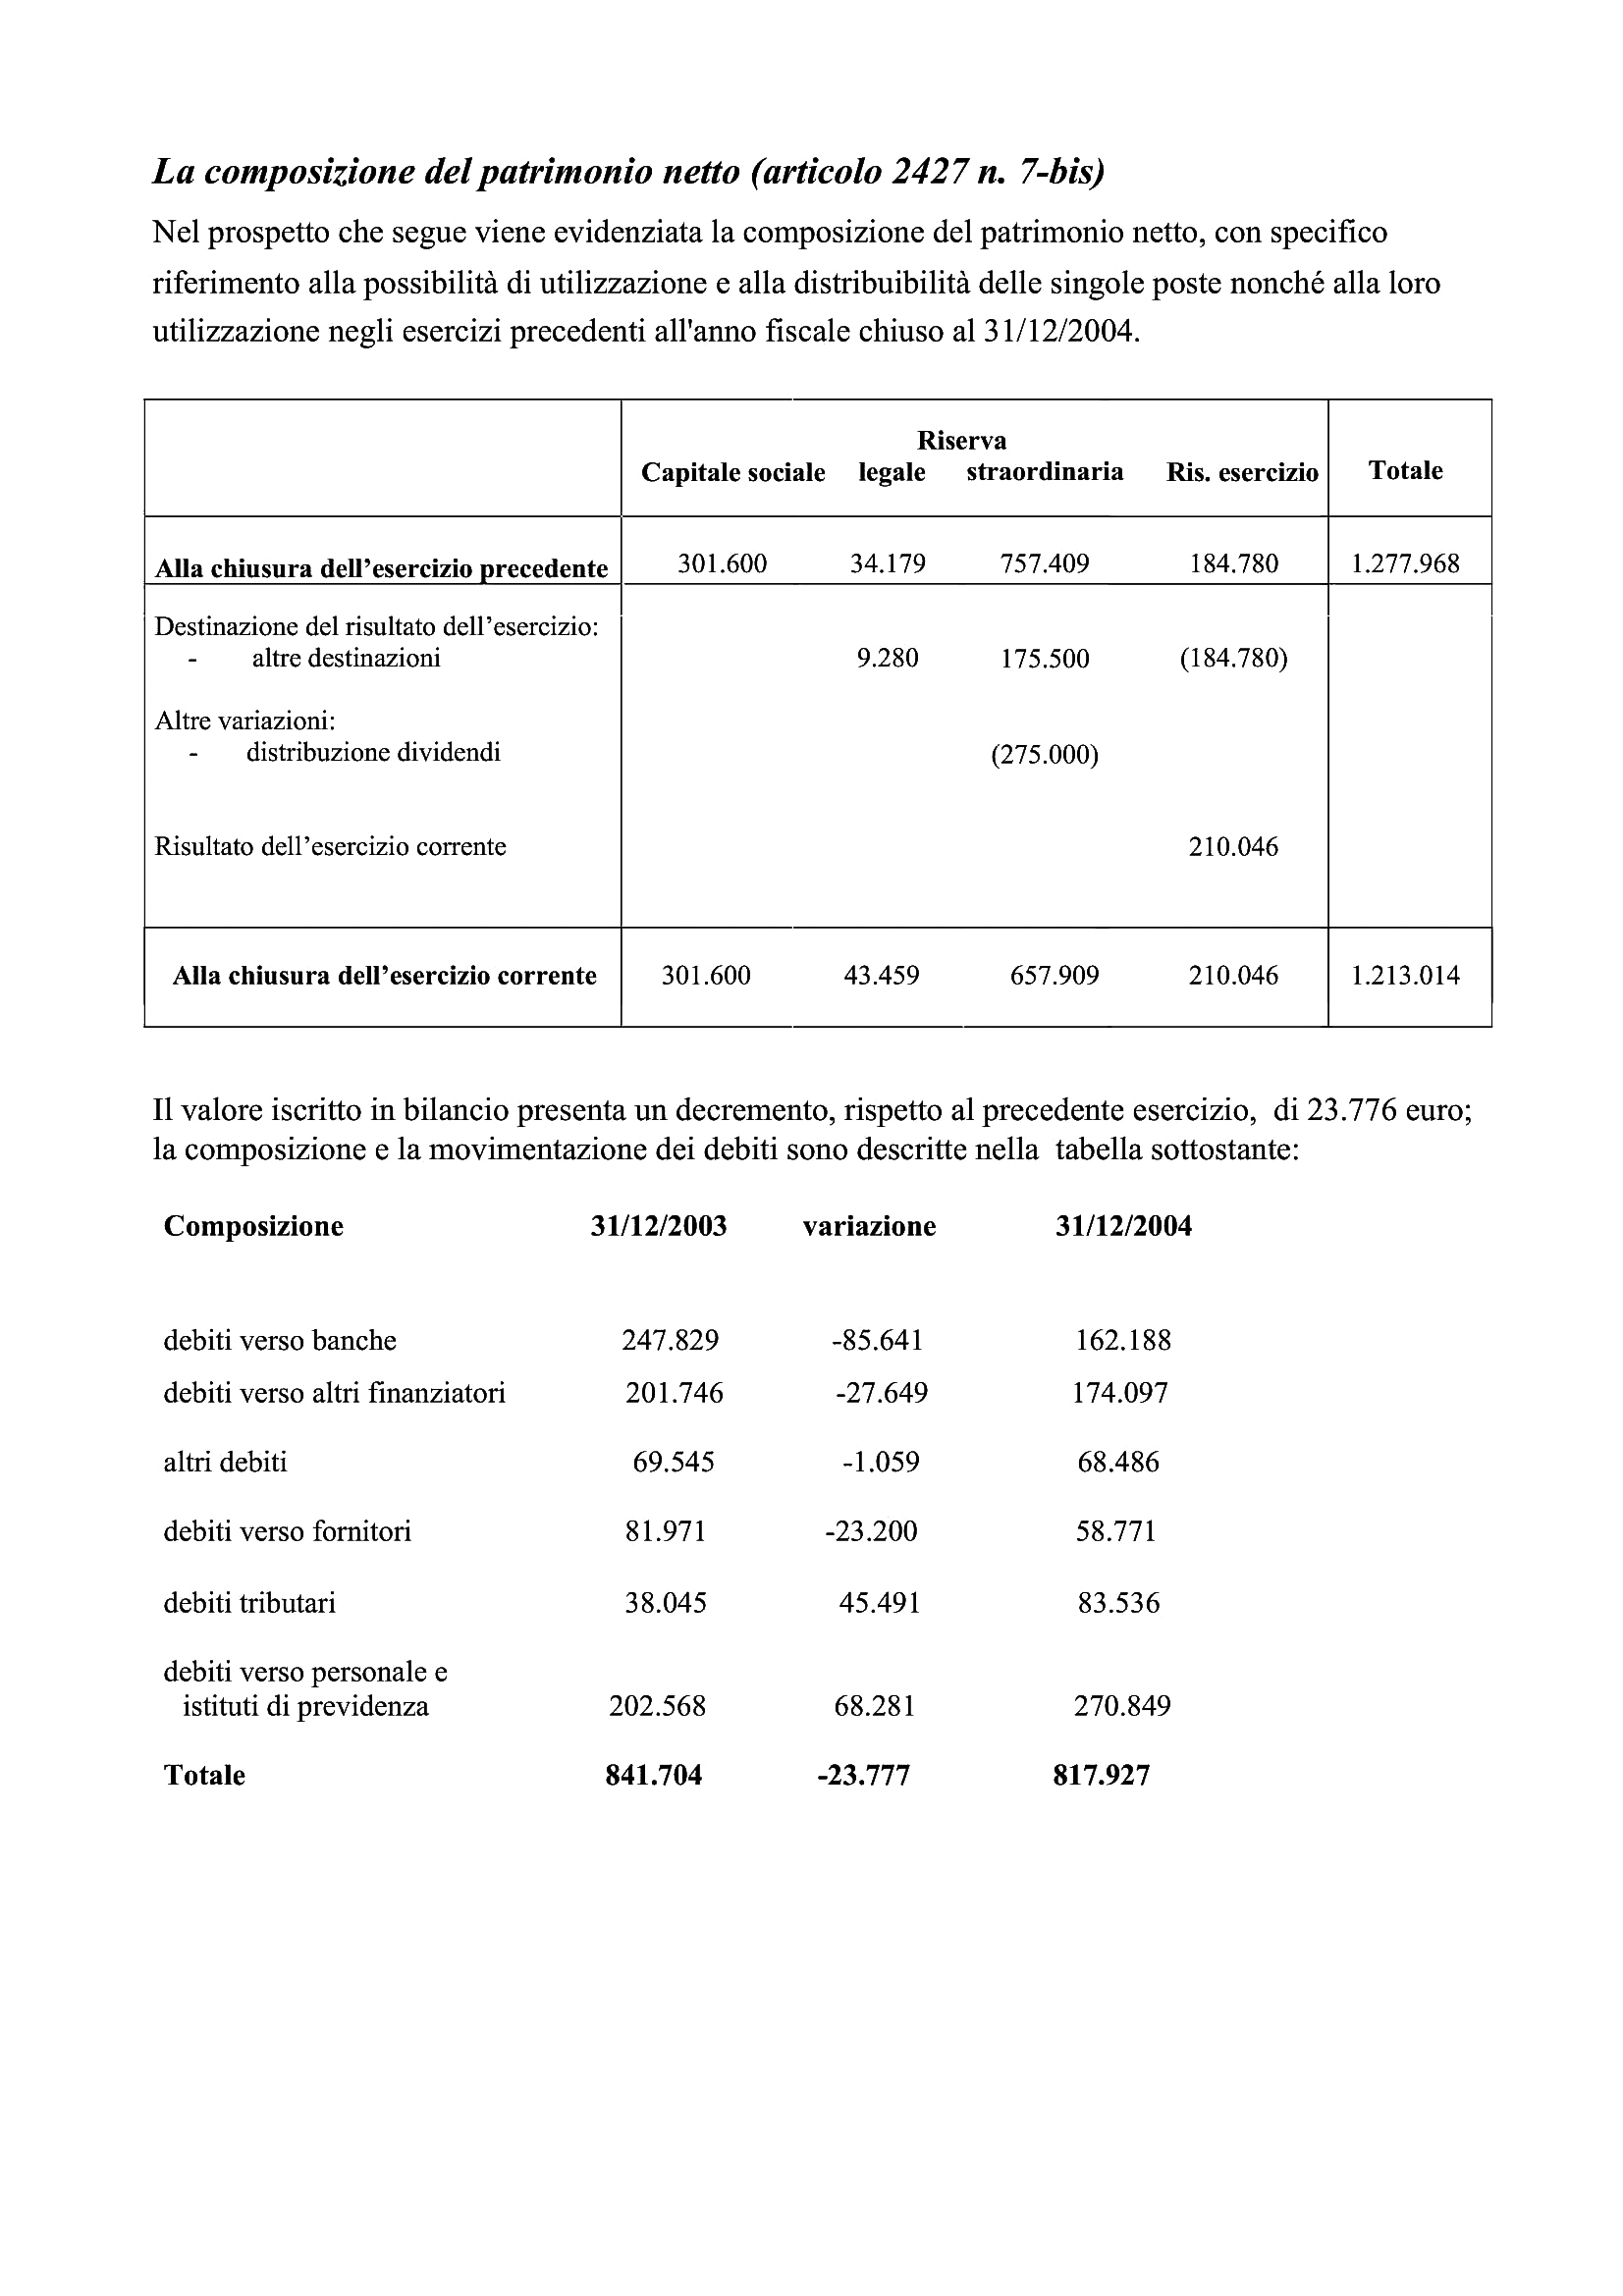 La composizione del patrimonio netto (articolo 2427 n. 7-bis)
Nel prospetto che segue viene evidenziata la composizione del patrimonio netto, con specifico
riferimento alla possibilità di utilizzazione e alla distribuibilità delle singole poste nonché alla loro
utilizzazione negli esercizi precedenti all'anno fiscale chiuso al 31/12/2004.
Riserva
Capitale sociale legale straordinaria Ris. esercizio Totale
Alla chiusura dell’esercizio precedente 301.600 34.179 757.409 184.780 1.277.968
Destinazione del risultato dell’esercizio:
- altre destinazioni 9.280 175.500 (184.780)
Altre variazioni:
- distribuzione dividendi (275.000)
Risultato dell’esercizio corrente 210.046
Alla chiusura dell’esercizio corrente 301.600 43.459 657.909 210.046 1.213.014
Il valore iscritto in bilancio presenta un decremento, rispetto al precedente esercizio, di 23.776 euro;
la composizione e la movimentazione dei debiti sono descritte nella tabella sottostante:
Composizione 31/12/2003 variazione 31/12/2004
debiti verso banche 247.829 -85.641 162.188
debiti verso altri finanziatori 201.746 -27.649 174.097
altri debiti 69.545 -1.059 68.486
debiti verso fornitori 81.971 -23.200 58.771
debiti tributari 38.045 45.491 83.536
debiti verso personale e
istituti di previdenza 202.568 68.281 270.849
Totale 841.704 -23.777 817.927